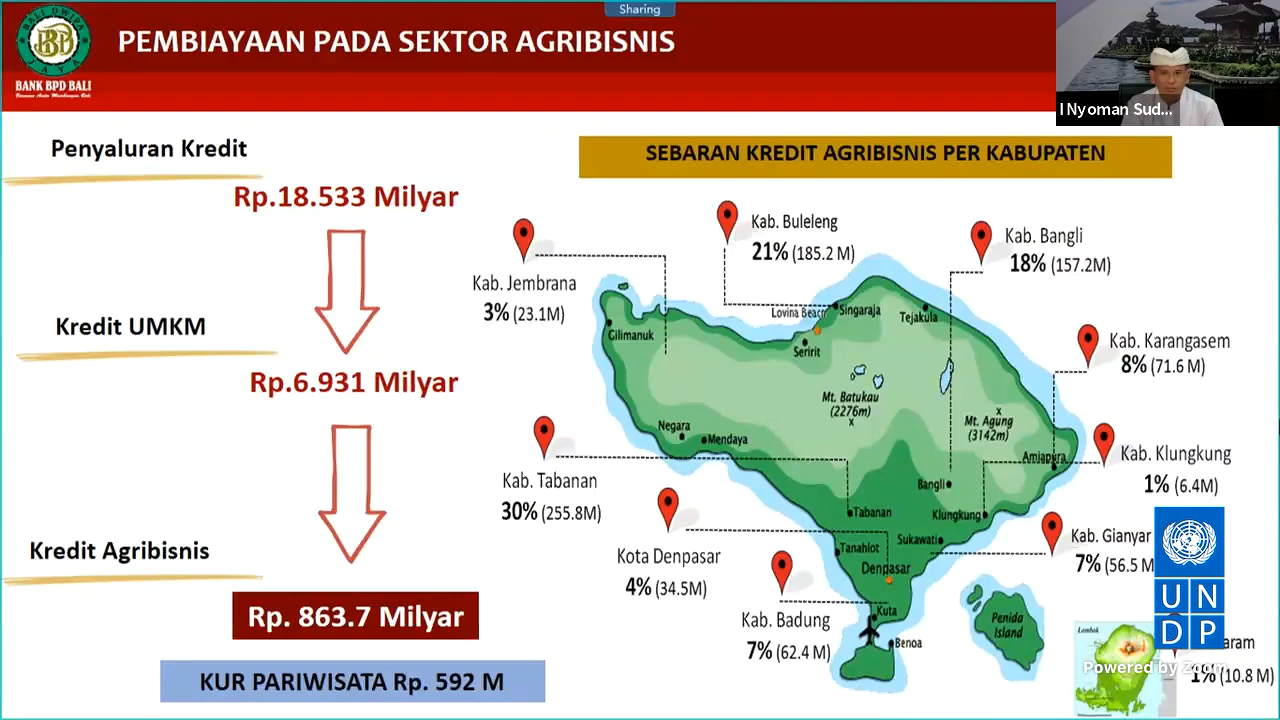 Sharing
PEMBIAYAAN PADA SEKTOR AGRIBISNIS
BANK BPD BALI
I Nyoman Sud...
Penyaluran Kredit
Rp.18.533 Milyar
Kredit UMKM
Rp.6.931 Milyar
Kredit Agribisnis
Rp. 863.7 Milyar
KUR PARIWISATA Rp. 592 M
SEBARAN KREDIT AGRIBISNIS PER KABUPATEN
Kab. Buleleng
21% (185.2 M)
Kab. Bangli
18% (157.2M)
Kab. Jembrana
3% (23.1M)
Kab. Karangasem
8% (71.6 M)
Kab. Klungkung
1% (6.4M)
Kab. Tabanan
30% (255.8M)
Kota Denpasar
4% (34.5M)
Kab. Gianyar
7% (56.5 M
Kab. Badung
7% (62.4 M)
aram
1% (10.8 M)
Gilimanuk
Lovina Beach
Singaraja
Tejakula
Seririt
Mt. Batukau
(2276m)
x
x
Mt. Agung
(3142m)
Negara
Mendaya
Amlapura
Bangli
Tabanan
Klungkung
Sukawati
Tanahlot
Denpasar
Kuta
Benoa
Penida
Island
Lombok
UN
DP
Powered by Zoom